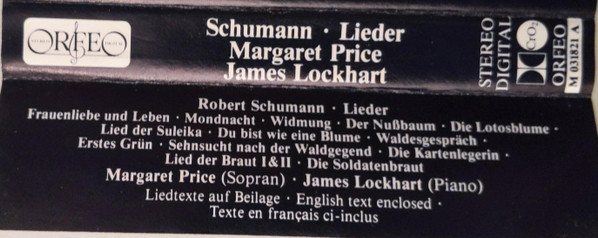 ORFEO
Schumann · Lieder
Margaret Price
James Lockhart
STEREO
DIGITAL
CrO₂
ORFEO
M 031821 A
Robert Schumann · Lieder
Frauenliebe und Leben · Mondnacht · Widmung · Der Nußbaum · Die Lotosblume ·
Lied der Suleika · Du bist wie eine Blume · Waldesgespräch ·
Erstes Grün · Sehnsucht nach der Waldgegend · Die Kartenlegerin ·
Lied der Braut I & II · Die Soldatenbraut
Margaret Price (Sopran) · James Lockhart (Piano)
Liedtexte auf Beilage · English text enclosed ·
Texte en français ci-inclus